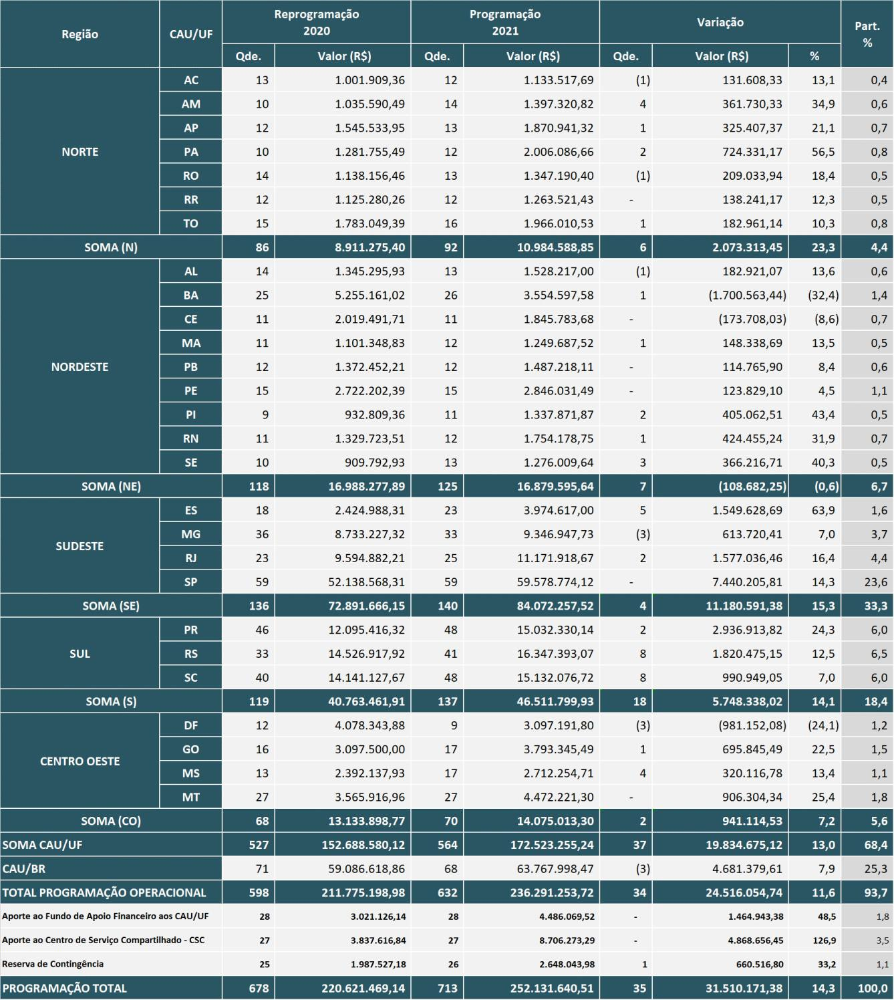 Região CAU/UF Reprogramação 2020 Programação 2021 Variação Part. %
Qde. Valor (R$) Qde. Valor (R$) Qde. Valor (R$) %
NORTE
AC 13 1.001.909,36 12 1.133.517,69 (1) 131.608,33 13,1 0,4
AM 10 1.035.590,49 14 1.397.320,82 4 361.730,33 34,9 0,6
AP 12 1.545.533,95 13 1.870.941,32 1 325.407,37 21,1 0,7
PA 10 1.281.755,49 12 2.006.086,66 2 724.331,17 56,5 0,8
RO 14 1.138.156,46 13 1.347.190,40 (1) 209.033,94 18,4 0,5
RR 12 1.125.280,26 12 1.263.521,43 - 138.241,17 12,3 0,5
TO 15 1.783.049,39 16 1.966.010,53 1 182.961,14 10,3 0,8
SOMA (N) 86 8.911.275,40 92 10.984.588,85 6 2.073.313,45 23,3 4,4
NORDESTE
AL 14 1.345.295,93 13 1.528.217,00 (1) 182.921,07 13,6 0,6
BA 25 5.255.161,02 26 3.554.597,58 1 (1.700.563,44) (32,4) 1,4
CE 11 2.019.491,71 11 1.845.783,68 - (173.708,03) (8,6) 0,7
MA 11 1.101.348,83 12 1.249.687,52 1 148.338,69 13,5 0,5
PB 12 1.372.452,21 12 1.487.218,11 - 114.765,90 8,4 0,6
PE 15 2.722.202,39 15 2.846.031,49 - 123.829,10 4,5 1,1
PI 9 932.809,36 11 1.337.871,87 2 405.062,51 43,4 0,5
RN 11 1.329.723,51 12 1.754.178,75 1 424.455,24 31,9 0,7
SE 10 909.792,93 13 1.276.009,64 3 366.216,71 40,3 0,5
SOMA (NE) 118 16.988.277,89 125 16.879.595,64 7 (108.682,25) (0,6) 6,7
SUDESTE
ES 18 2.424.988,31 23 3.974.617,00 5 1.549.628,69 63,9 1,6
MG 36 8.733.227,32 33 9.346.947,73 (3) 613.720,41 7,0 3,7
RJ 23 9.594.882,21 25 11.171.918,67 2 1.577.036,46 16,4 4,4
SP 59 52.138.568,31 59 59.578.774,12 - 7.440.205,81 14,3 23,6
SOMA (SE) 136 72.891.666,15 140 84.072.257,52 4 11.180.591,38 15,3 33,3
SUL
PR 46 12.095.416,32 48 15.032.330,14 2 2.936.913,82 24,3 6,0
RS 33 14.526.917,92 41 16.347.393,07 8 1.820.475,15 12,5 6,5
SC 40 14.141.127,67 48 15.132.076,72 8 990.949,05 7,0 6,0
SOMA (S) 119 40.763.461,91 137 46.511.799,93 18 5.748.338,02 14,1 18,4
CENTRO OESTE
DF 12 4.078.343,88 9 3.097.191,80 (3) (981.152,08) (24,1) 1,2
GO 16 3.097.500,00 17 3.793.345,49 1 695.845,49 22,5 1,5
MS 13 2.392.137,93 17 2.712.254,71 4 320.116,78 13,4 1,1
MT 27 3.565.916,96 27 4.472.221,30 - 906.304,34 25,4 1,8
SOMA (CO) 68 13.133.898,77 70 14.075.013,30 2 941.114,53 7,2 5,6
SOMA CAU/UF 527 152.688.580,12 564 172.523.255,24 37 19.834.675,12 13,0 68,4
CAU/BR 71 59.086.618,86 68 63.767.998,47 (3) 4.681.379,61 7,9 25,3
TOTAL PROGRAMAÇÃO OPERACIONAL 598 211.775.198,98 632 236.291.253,72 34 24.516.054,74 11,6 93,7
Aporte ao Fundo de Apoio Financeiro aos CAU/UF 28 3.021.126,14 28 4.486.069,52 - 1.464.943,38 48,5 1,8
Aporte ao Centro de Serviço Compartilhado - CSC 27 3.837.616,84 27 8.706.273,29 - 4.868.656,45 126,9 3,5
Reserva de Contingência 25 1.987.527,18 26 2.648.043,98 1 660.516,80 33,2 1,1
PROGRAMAÇÃO TOTAL 678 220.621.469,14 713 252.131.640,51 35 31.510.171,38 14,3 100,0